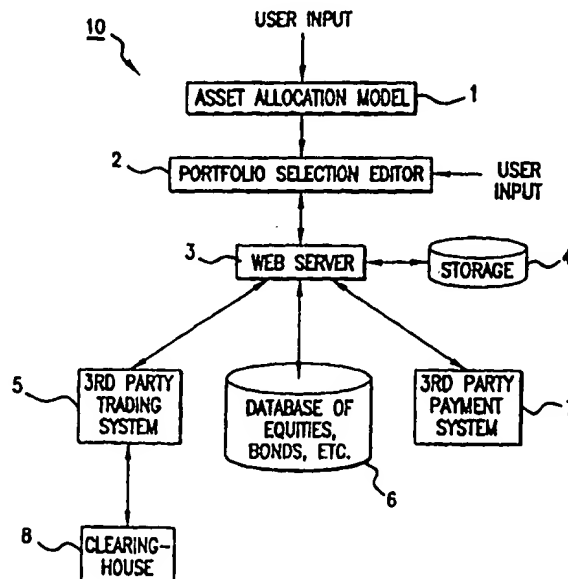 USER INPUT
10
ASSET ALLOCATION MODEL
1
2
PORTFOLIO SELECTION EDITOR
USER
INPUT
3
WEB SERVER
STORAGE
4
5
3RD PARTY
TRADING
SYSTEM
DATABASE OF
EQUITIES,
BONDS, ETC.
6
3RD PARTY
PAYMENT
SYSTEM
7
8
CLEARING-
HOUSE